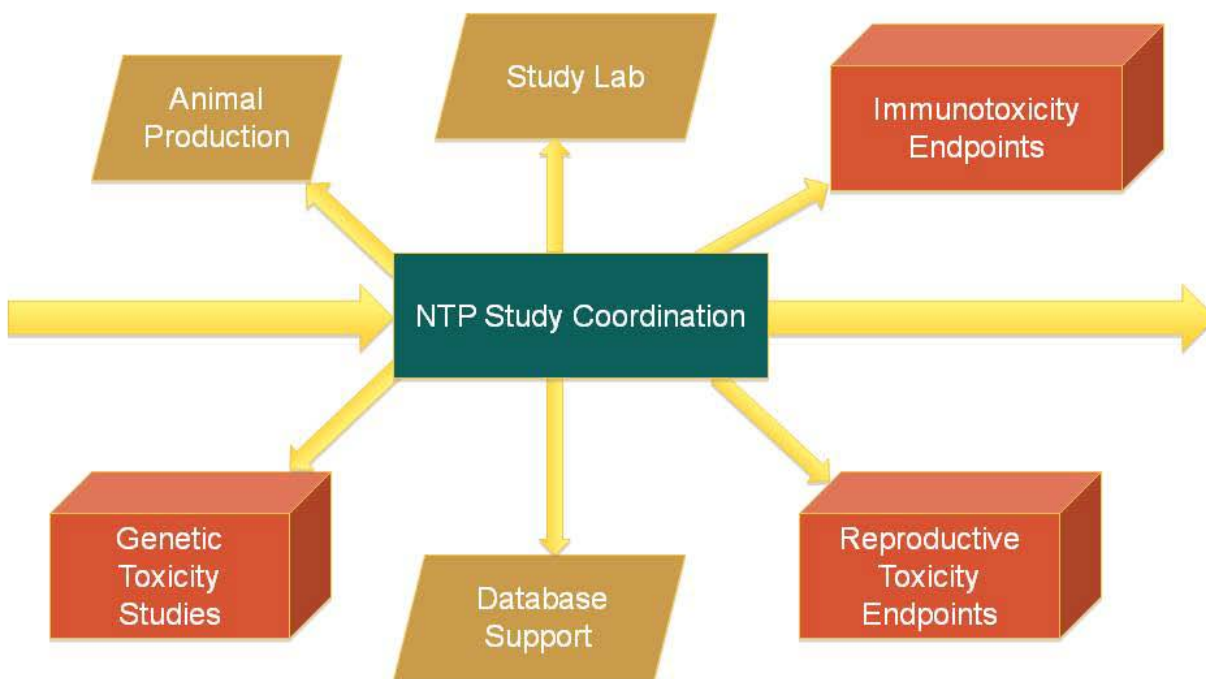 Animal
Production
Study Lab
Immunotoxicity
Endpoints
NTP Study Coordination
Genetic
Toxicity
Studies
Database
Support
Reproductive
Toxicity
Endpoints